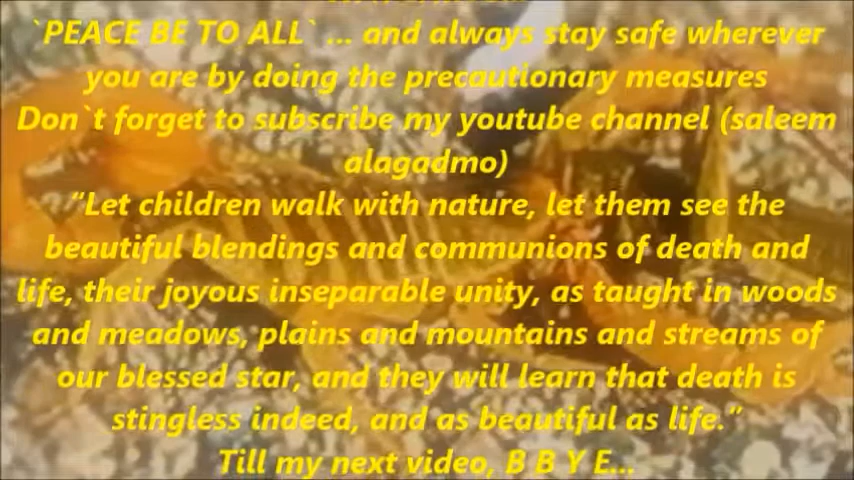 `PEACE BE TO ALL` ... and always stay safe wherever
you are by doing the precautionary measures
Don`t forget to subscribe my youtube channel (saleem
alagadmo)
“Let children walk with nature, let them see the
beautiful blendings and communions of death and
life, their joyous inseparable unity, as taught in woods
and meadows, plains and mountains and streams of
our blessed star, and they will learn that death is
stingless indeed, and as beautiful as life.”
Till my next video, B B Y E...